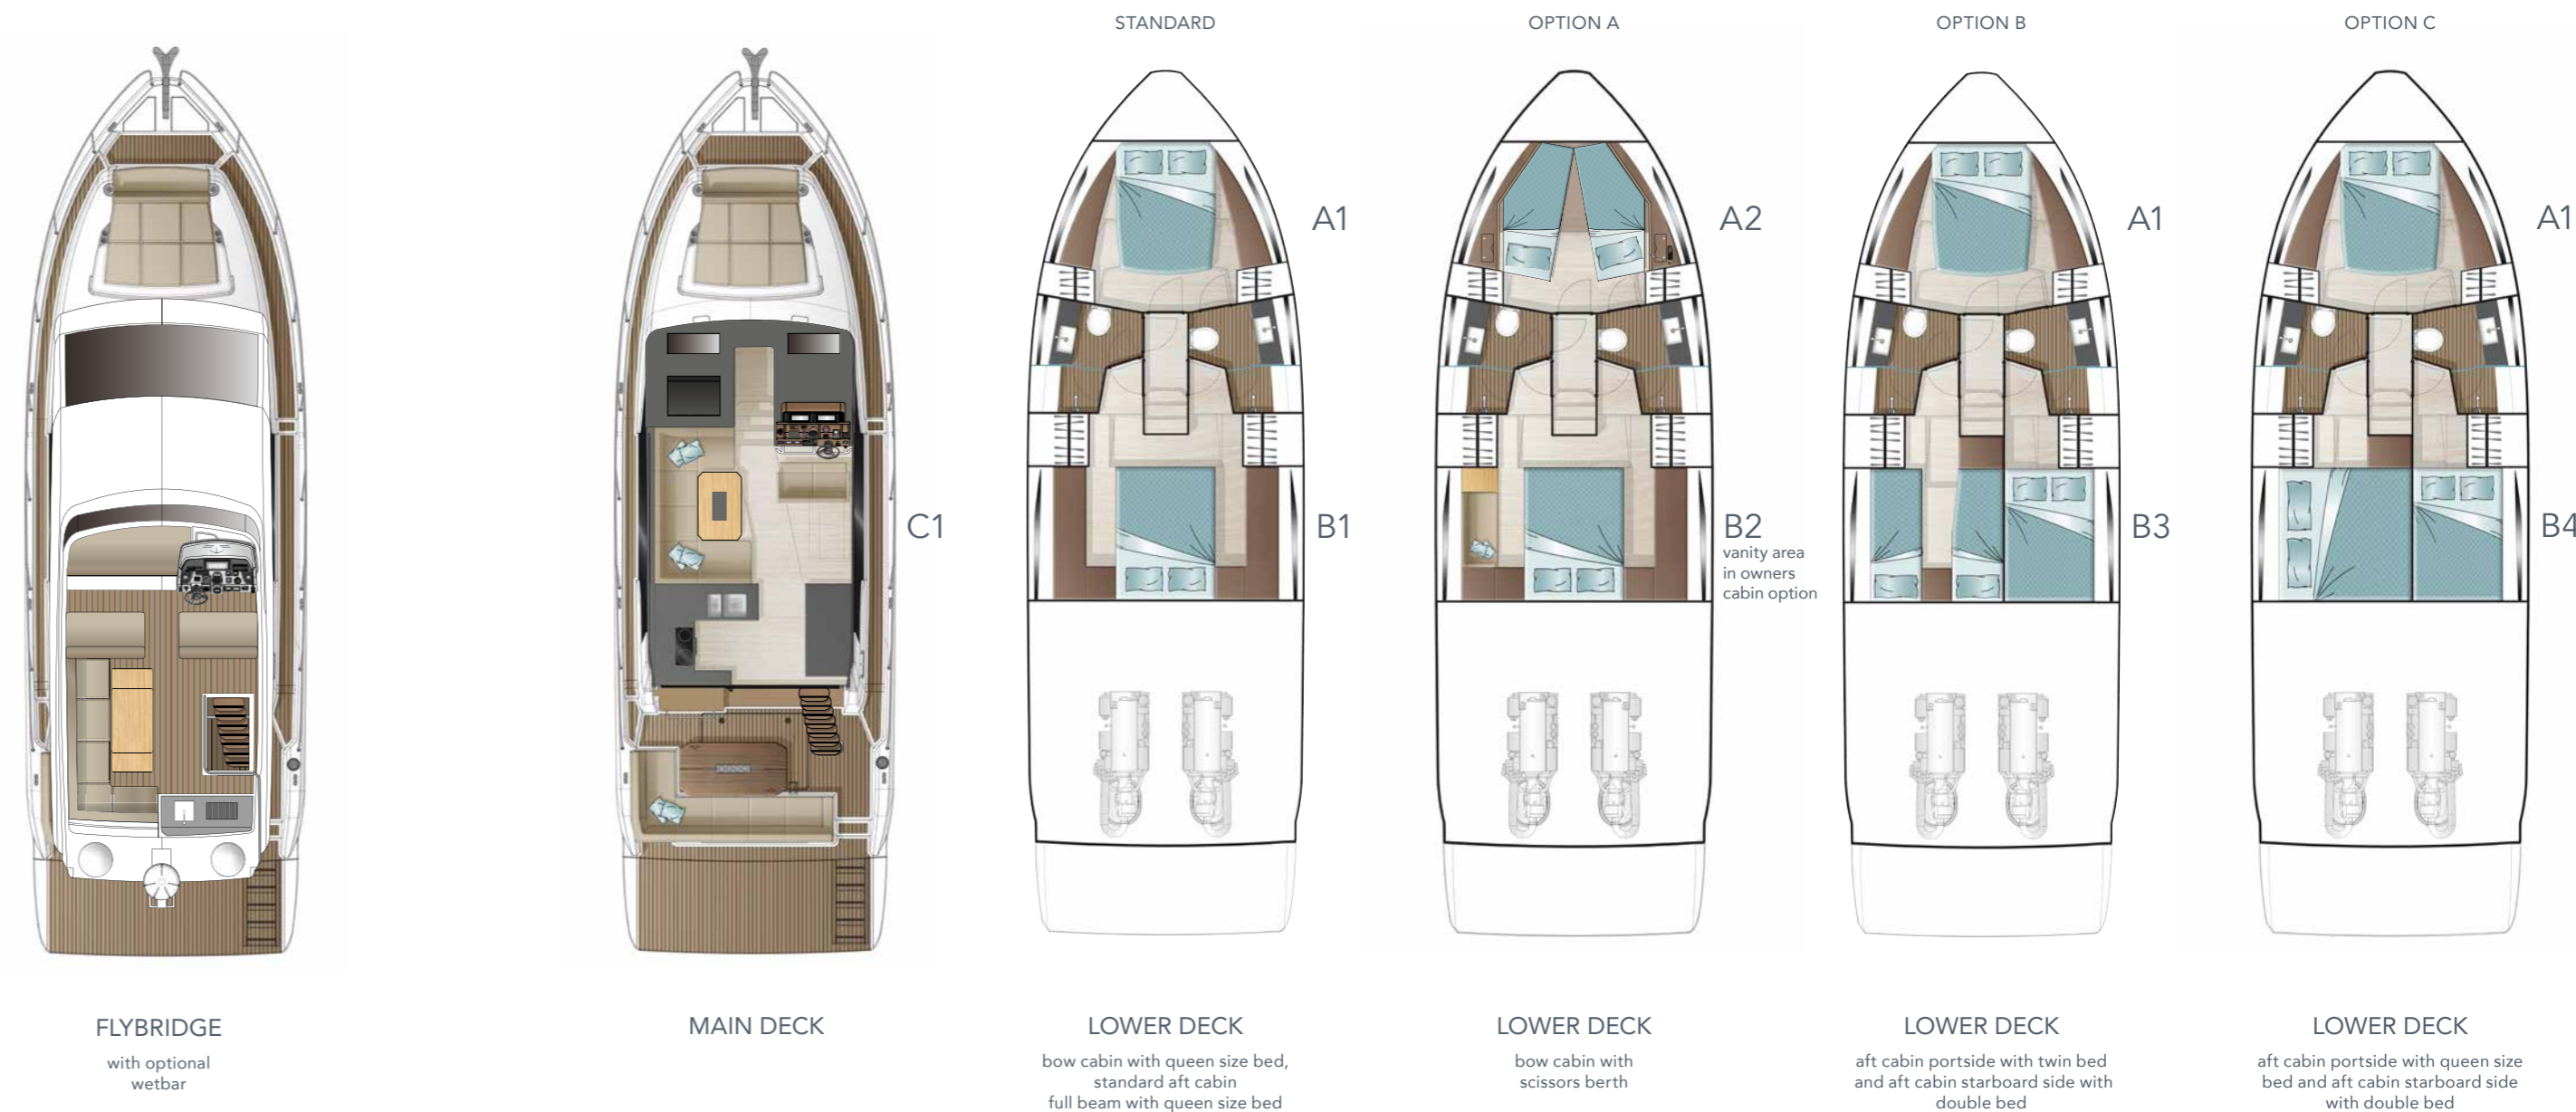 STANDARD
OPTION A
OPTION B
OPTION C
A1
A2
A1
A1
C1
B1
B2
vanity area
in owners
cabin option
B3
B4
FLYBRIDGE
with optional
wetbar
MAIN DECK
LOWER DECK
bow cabin with queen size bed,
standard aft cabin
full beam with queen size bed
LOWER DECK
bow cabin with
scissors berth
LOWER DECK
aft cabin portside with twin bed
and aft cabin starboard side with
double bed
LOWER DECK
aft cabin portside with queen size
bed and aft cabin starboard side
with double bed